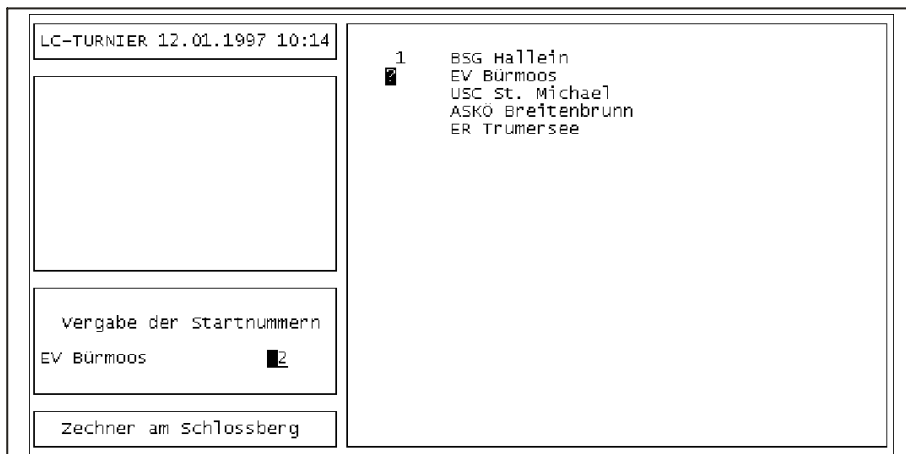 LC-TURNIER 12.01.1997 10:14
Vergabe der Startnummern
EV Bürmoos 2
Zechner am Schlossberg
1 BSG Hallein
? EV Bürmoos
USC St. Michael
ASKÖ Breitenbrunn
ER Trumersee